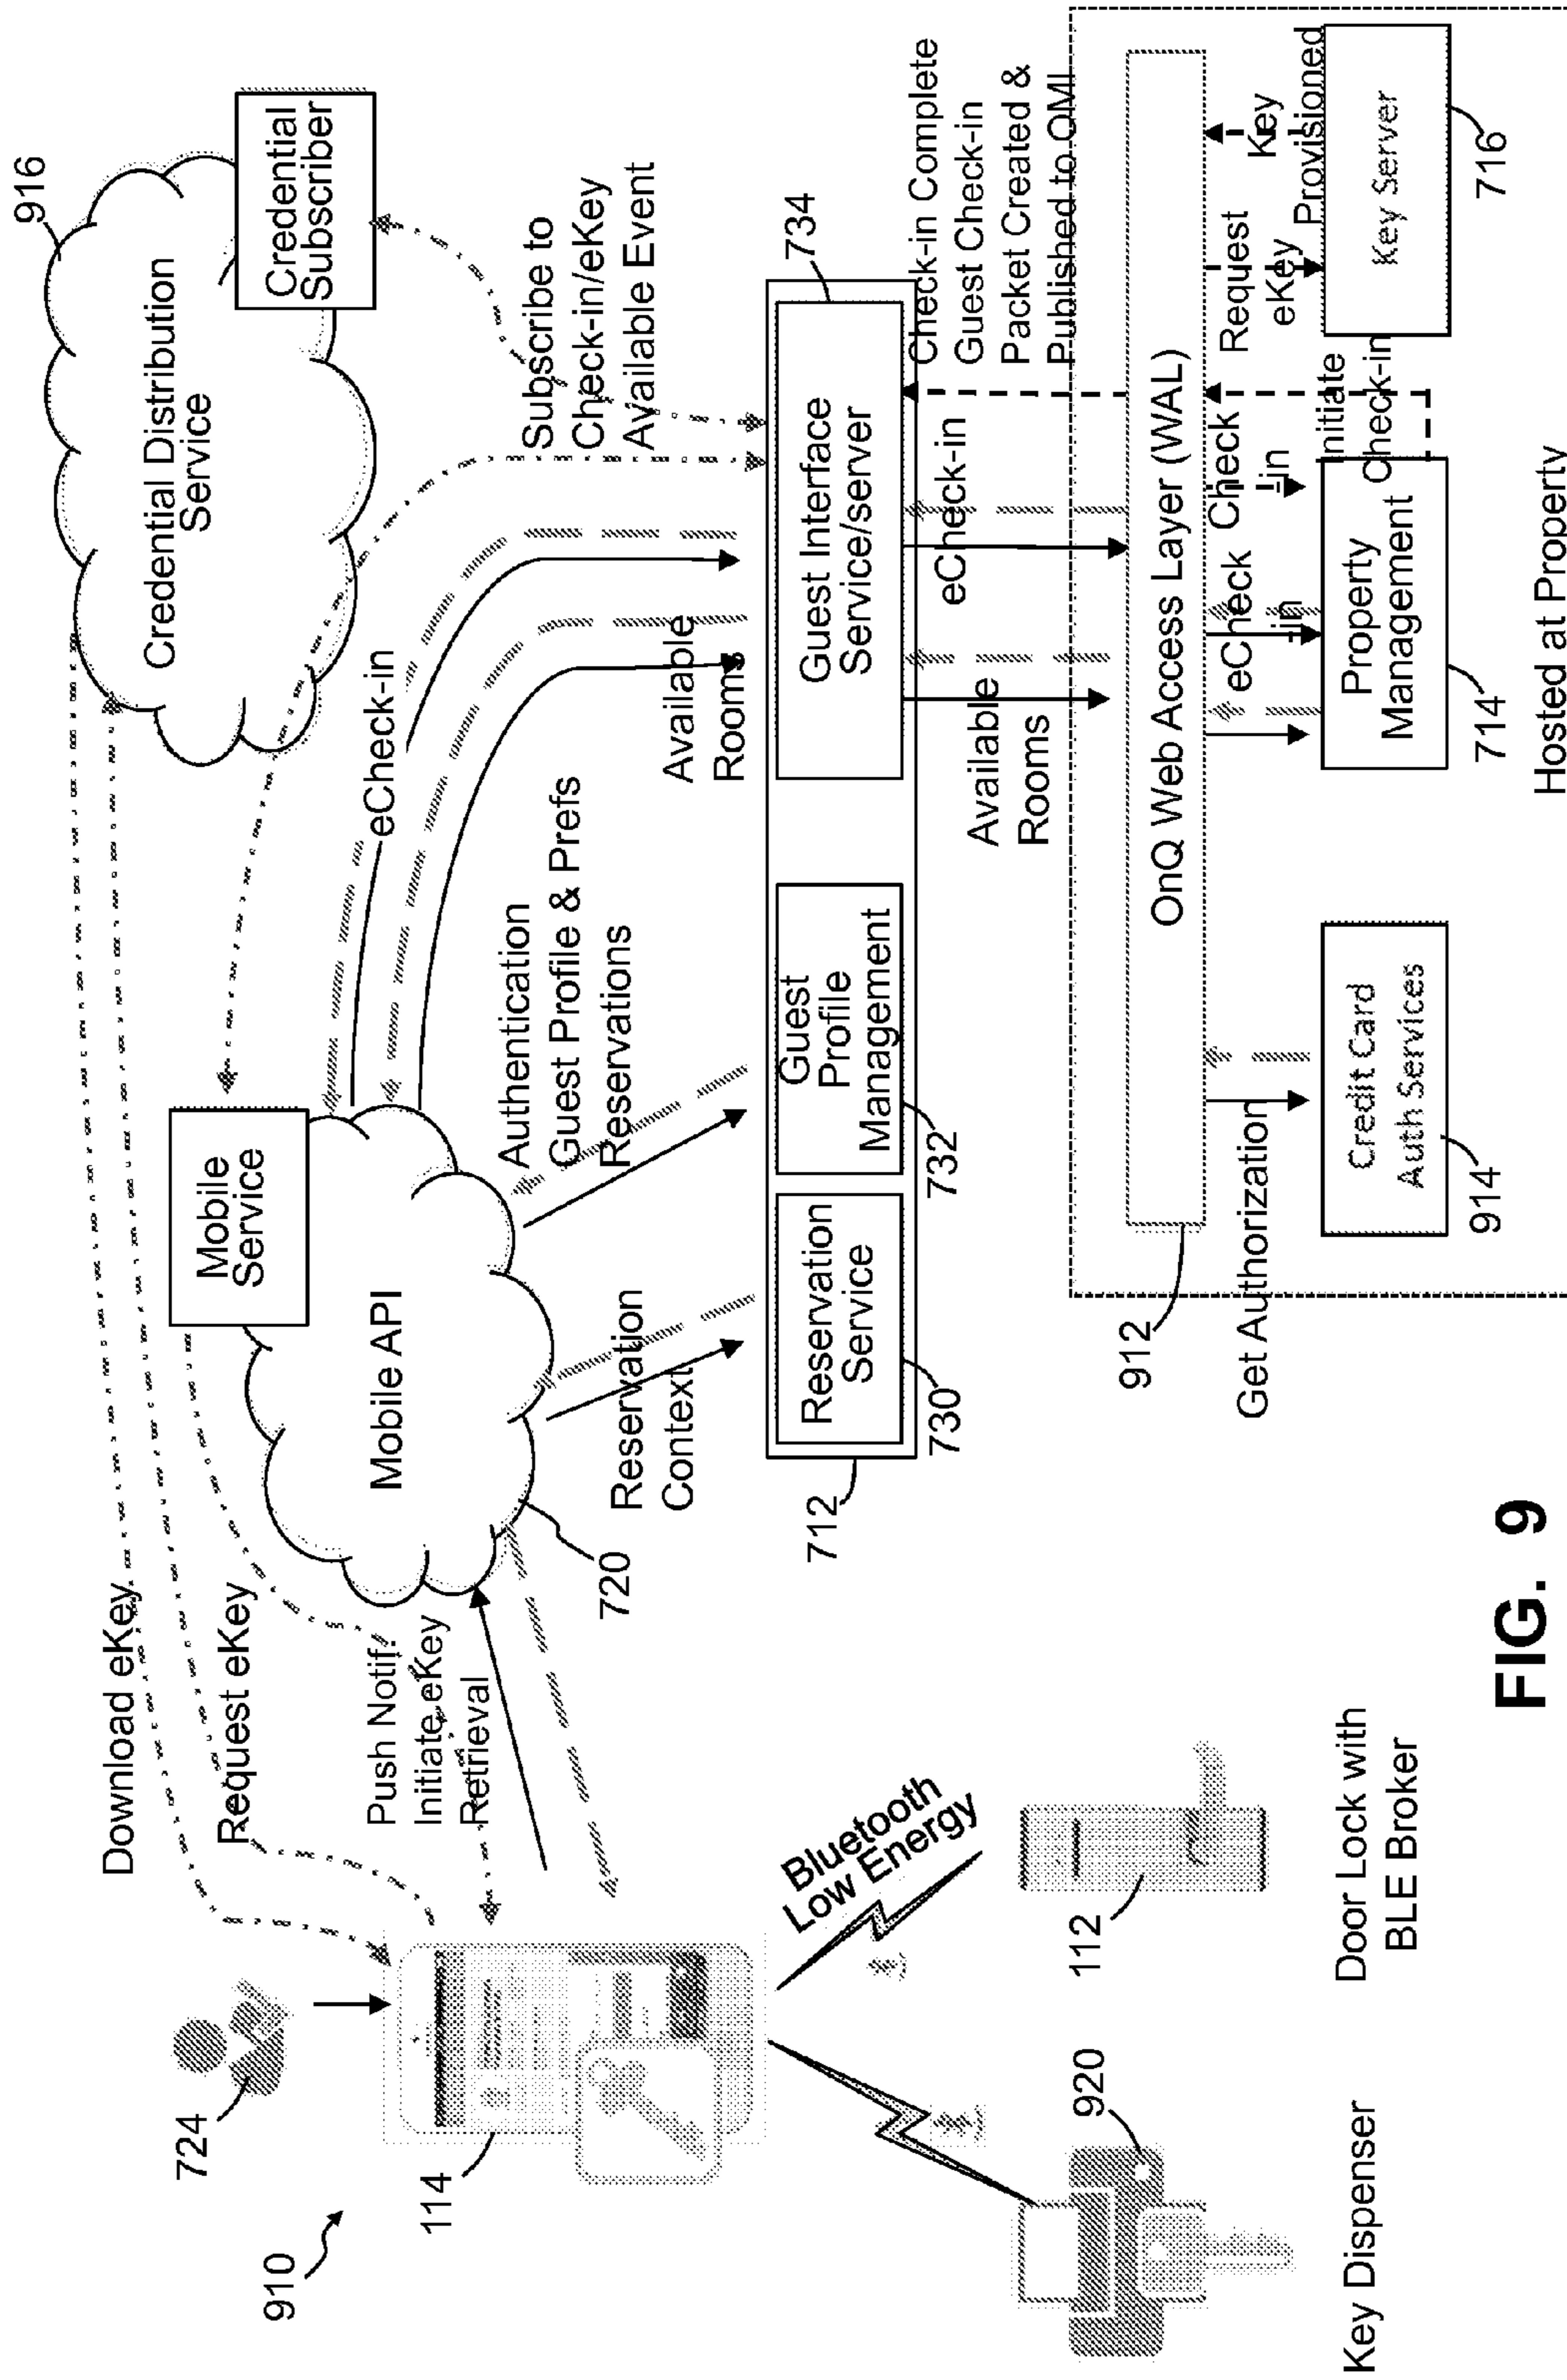 916
Credential Distribution
Service
Credential
Subscriber
Download eKey
Request eKey
Mobile
Service
Mobile API
720
eCheck-in
Subscribe to
Check-in/eKey
Available Event
Push Notif.
Initiate eKey
Retrieval
724
910
114
Authentication
Guest Profile & Prefs
Reservations
Reservation
Context
Available
Rooms
734
712
Reservation
Service
730
Guest
Profile
Management
732
Guest Interface
Service/server
Check-in Complete
Guest Check-in
Packet Created &
Published to OMI
eCheck-in
Available
Rooms
Bluetooth
Low Energy
OnQ Web Access Layer (WAL)
912
Get Authorization
eCheck
-in
Check
-in
Initiate
Check-in
Request
eKey
Key
Provisioned
Credit Card
Auth Services
914
Property
Management
714
Key Server
716
Hosted at Property
920
112
Key Dispenser
Door Lock with
BLE Broker
FIG. 9